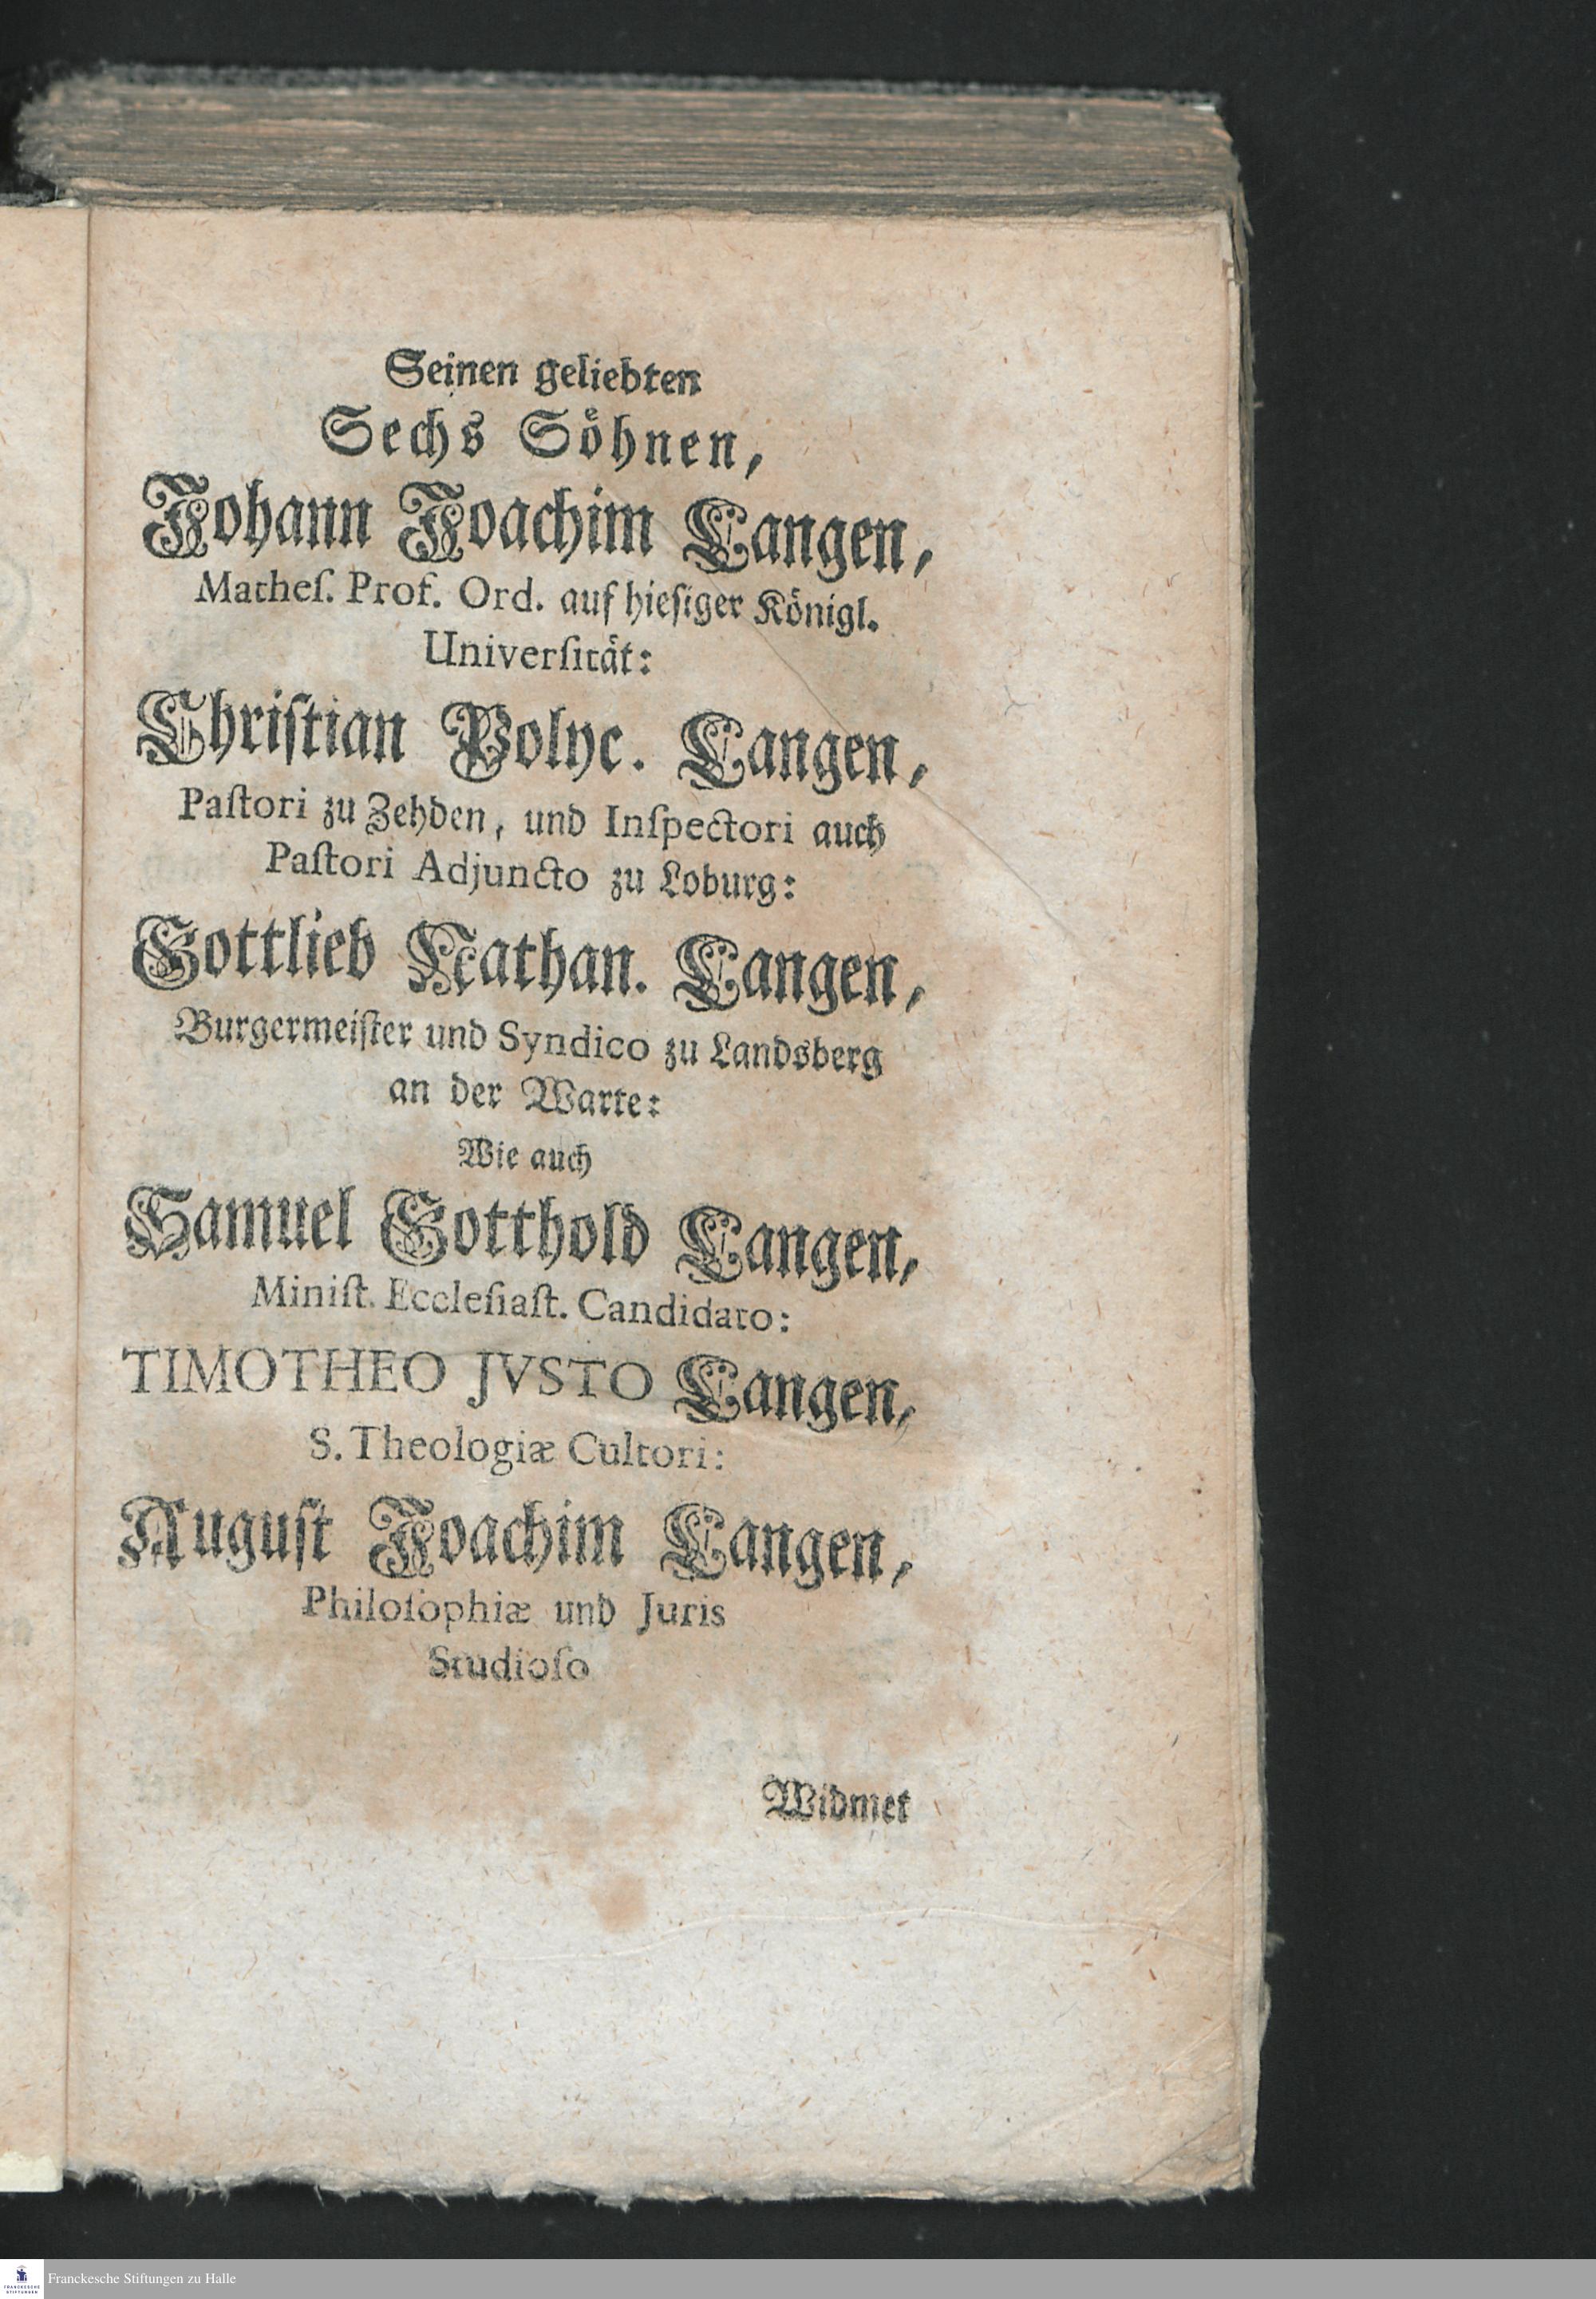 Seinen geliebten
Sechs Söhnen,
Johann Joachim Langen,
Matheſ. Prof. Ord. auf hieſiger Königl.
Univerſität:
Chriſtian Polyc. Langen,
Paſtori zu Zehden, und Inſpectori auch
Paſtori Adjuncto zu Loburg:
Gottlieb Nathan. Langen,
Burgermeiſter und Syndico zu Landsberg
an der Warte:
Wie auch
Samuel Gotthold Langen,
Miniſt. Eccleſiaſt. Candidato:
TIMOTHEO JVSTO Langen,
S. Theologiæ Cultori:
Auguſt Joachim Langen,
Philoſophiæ und Juris
Studioſo
Widmet
FRANCKESCHE
STIFTUNGEN
Franckesche Stiftungen zu Halle